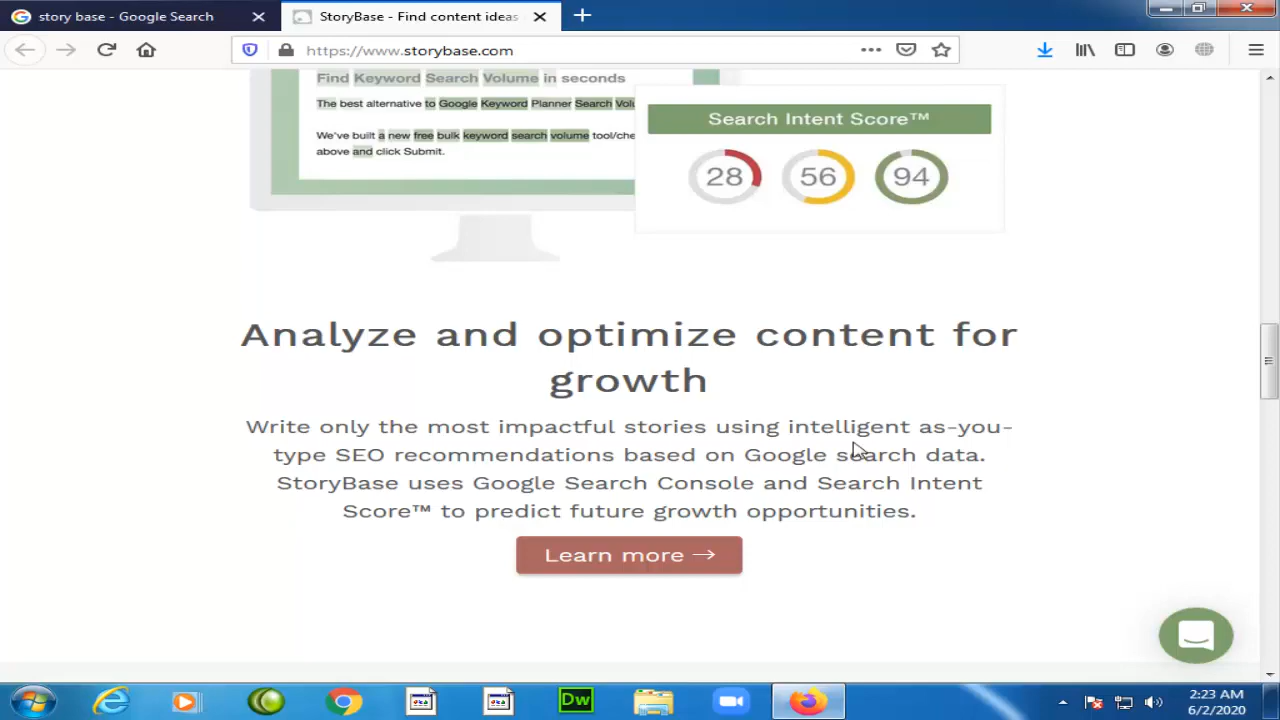 story base - Google Search
StoryBase - Find content ideas
https://www.storybase.com
Find Keyword Search Volume in seconds
The best alternative to Google Keyword Planner Search Volu
We've built a new free bulk keyword search volume tool/che
above and click Submit.
Search Intent Score™
28 56 94
Analyze and optimize content for
growth
Write only the most impactful stories using intelligent as-you-
type SEO recommendations based on Google search data.
StoryBase uses Google Search Console and Search Intent
Score™ to predict future growth opportunities.
Learn more →
Dw
2:23 AM
6/2/2020